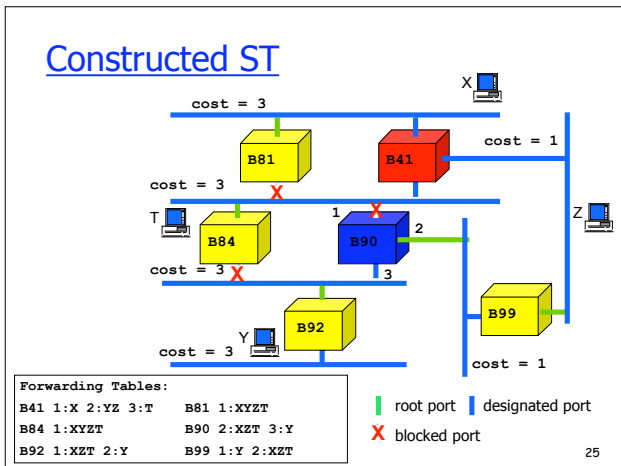 Constructed ST
X
cost = 3
B81
B41
cost = 1
cost = 3
X
X
T
1
2
Z
B84
B90
cost = 3
X
3
B99
B92
Y
cost = 3
cost = 1
Forwarding Tables:
B41 1:X 2:YZ 3:T B81 1:XYZT
B84 1:XYZT B90 2:XZT 3:Y
B92 1:XZT 2:Y B99 1:Y 2:XZT
root port
designated port
X blocked port
25